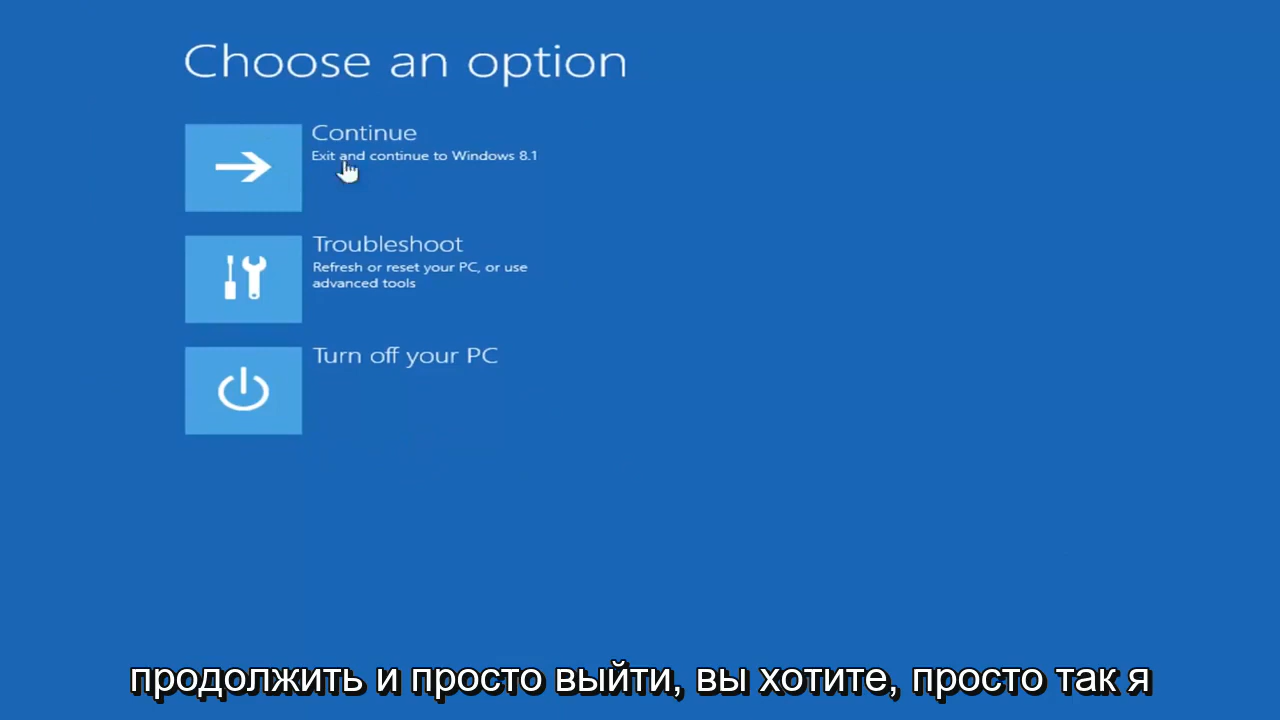 Choose an option
Continue
Exit and continue to Windows 8.1
Troubleshoot
Refresh or reset your PC, or use
advanced tools
Turn off your PC
продолжить и просто выйти, вы хотите, просто так я